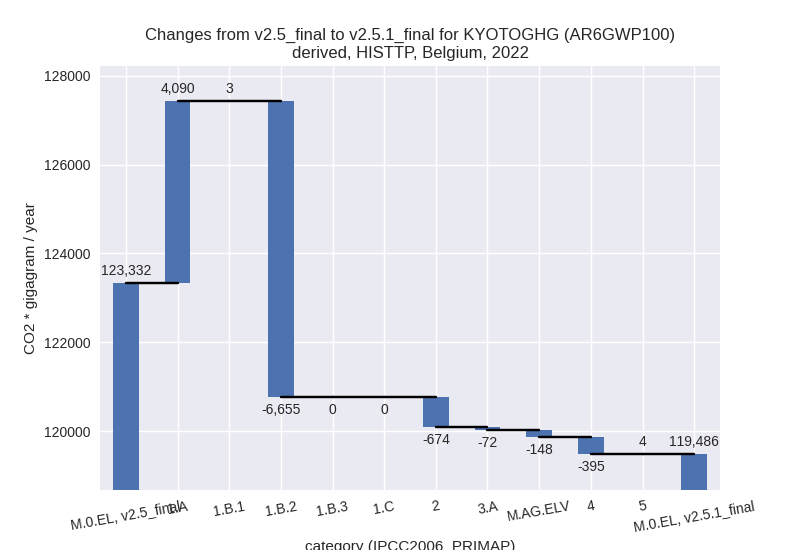 Changes from v2.5_final to v2.5.1_final for KYOTOGHG (AR6GWP100)
derived, HISTTP, Belgium, 2022
128000
126000
124000
122000
120000
CO2 * gigagram / year
123,332
4,090
3
-6,655
0
0
-674
-72
-148
-395
4
119,486
M.0.EL, v2.5_final
1.A
1.B.1
1.B.2
1.B.3
1.C
2
3.A
M.AG.ELV
4
5
M.0.EL, v2.5.1_final
category (IPCC2006_PRIMAP)